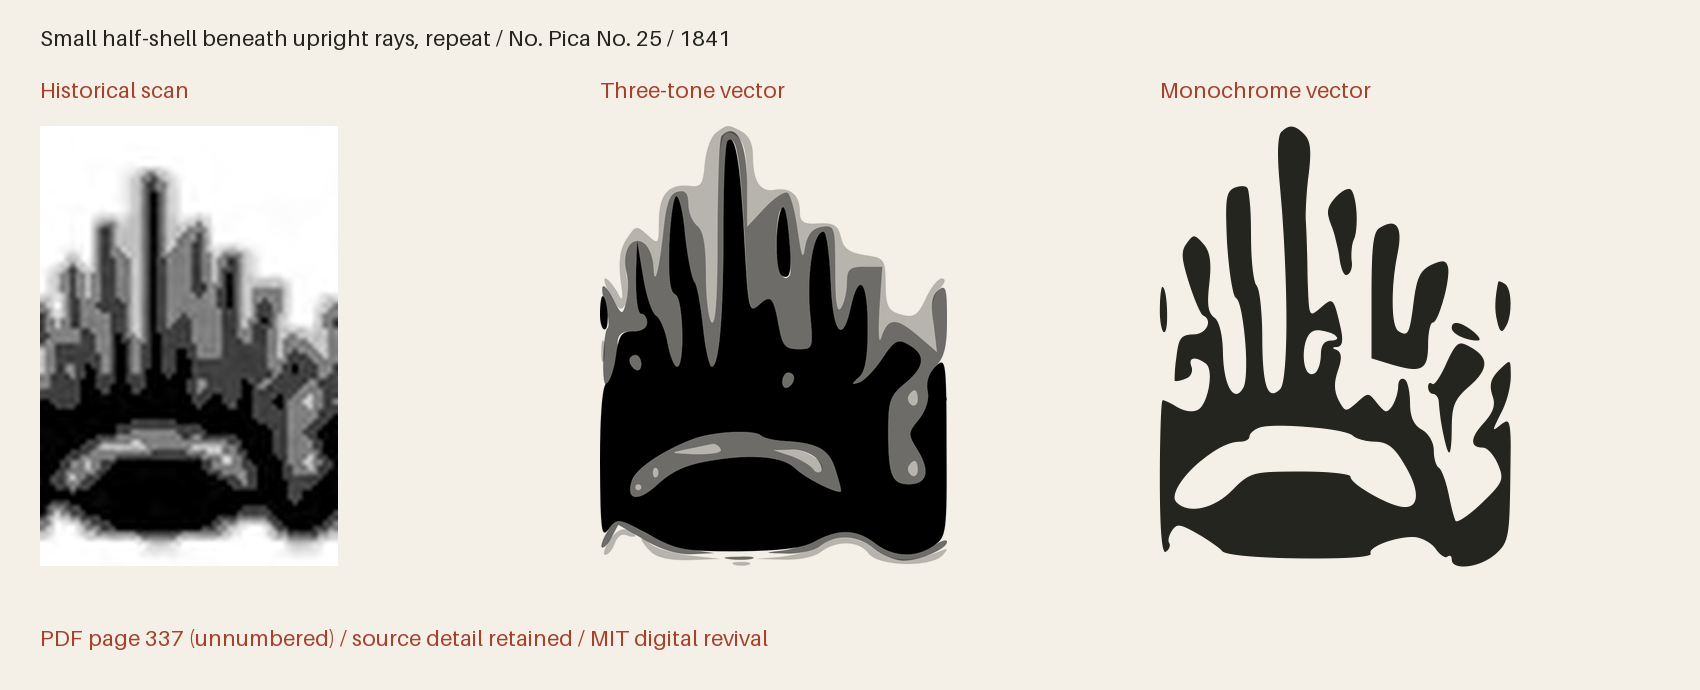 Small half-shell beneath upright rays, repeat / No. Pica No. 25 / 1841
Historical scan
Three-tone vector
Monochrome vector
PDF page 337 (unnumbered) / source detail retained / MIT digital revival